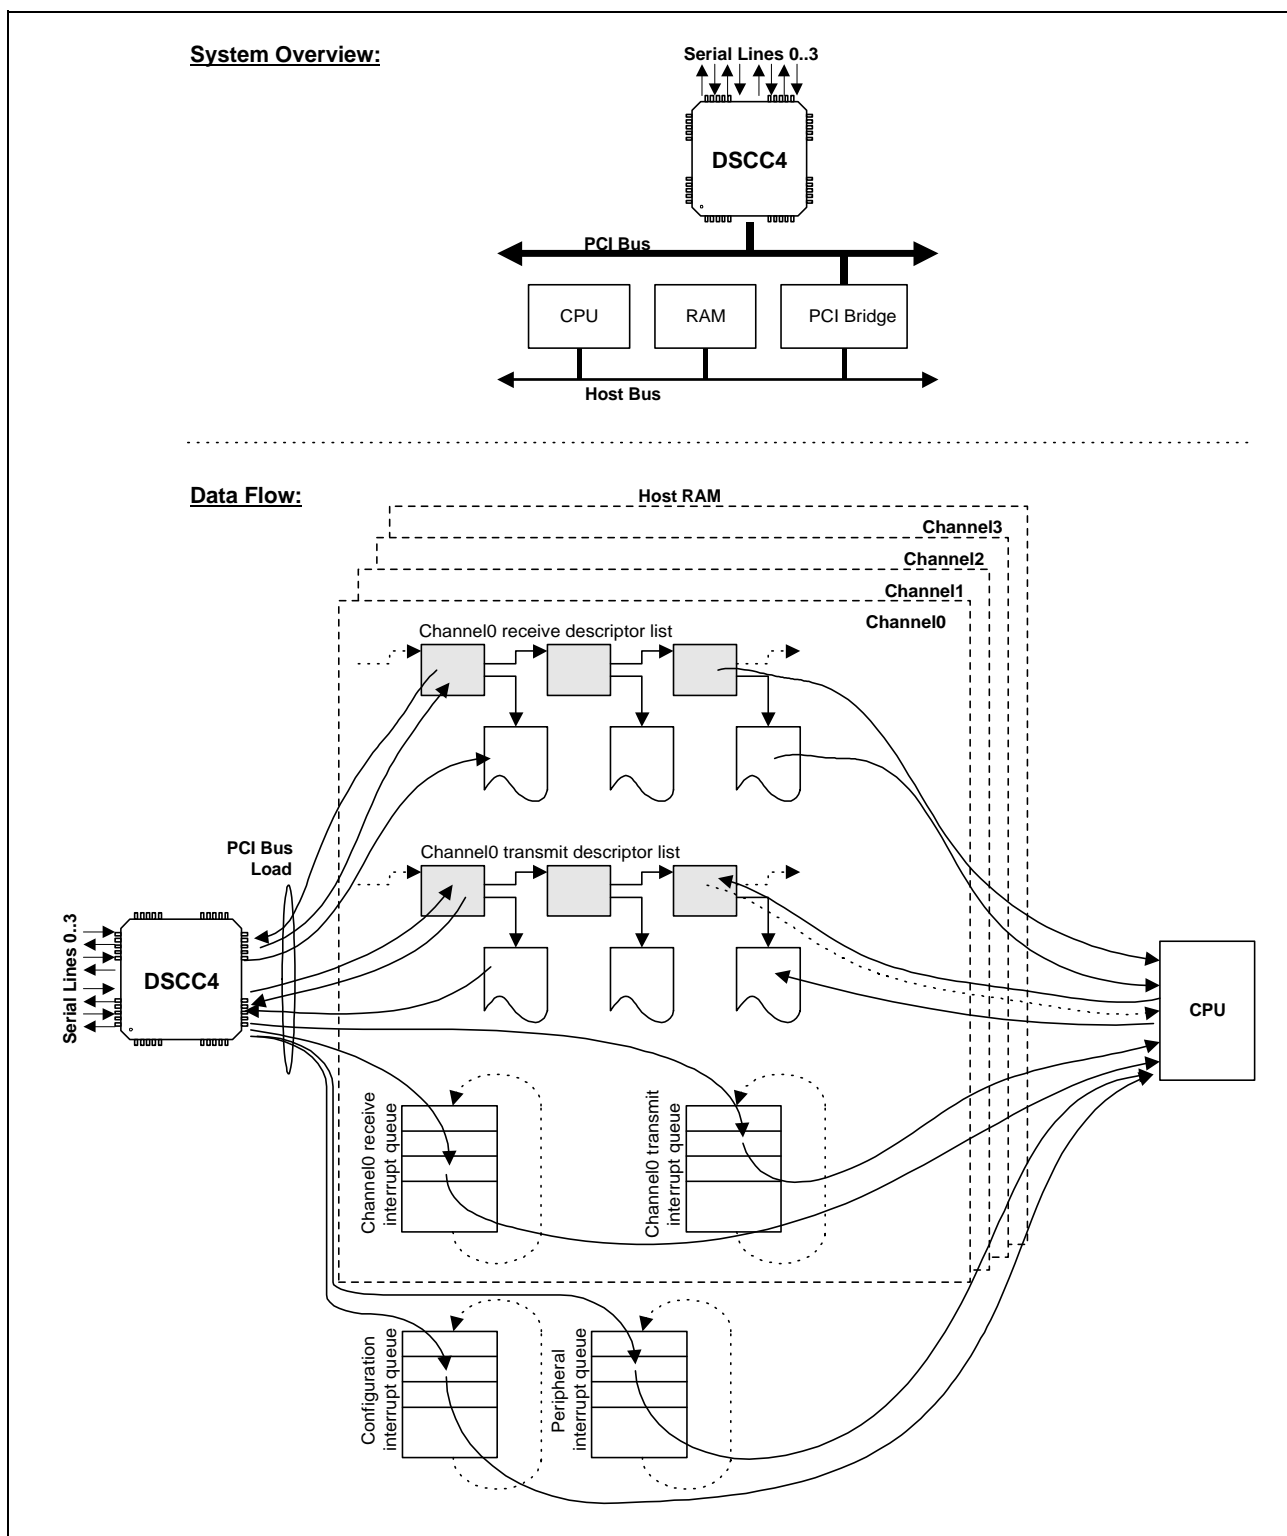 System Overview:
Serial Lines 0..3
DSCC4
PCI Bus
CPU
RAM
PCI Bridge
Host Bus
Data Flow:
Host RAM
Channel3
Channel2
Channel1
Channel0
Channel0 receive descriptor list
PCI Bus
Load
Channel0 transmit descriptor list
Serial Lines 0..3
DSCC4
CPU
Channel0 receive
interrupt queue
Channel0 transmit
interrupt queue
Configuration
interrupt queue
Peripheral
interrupt queue